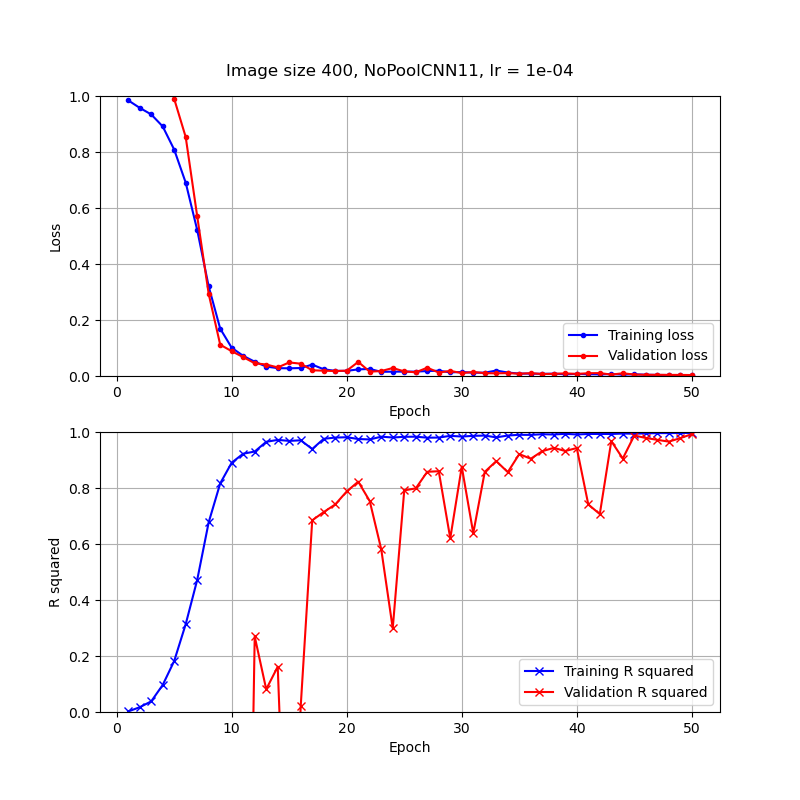 Image size 400, NoPoolCNN11, lr = 1e-04
1.0
0.8
0.6
0.4
0.2
0.0
Loss
Training loss
Validation loss
0 10 20 30 40 50
Epoch
1.0
0.8
0.6
0.4
0.2
0.0
R squared
Training R squared
Validation R squared
0 10 20 30 40 50
Epoch